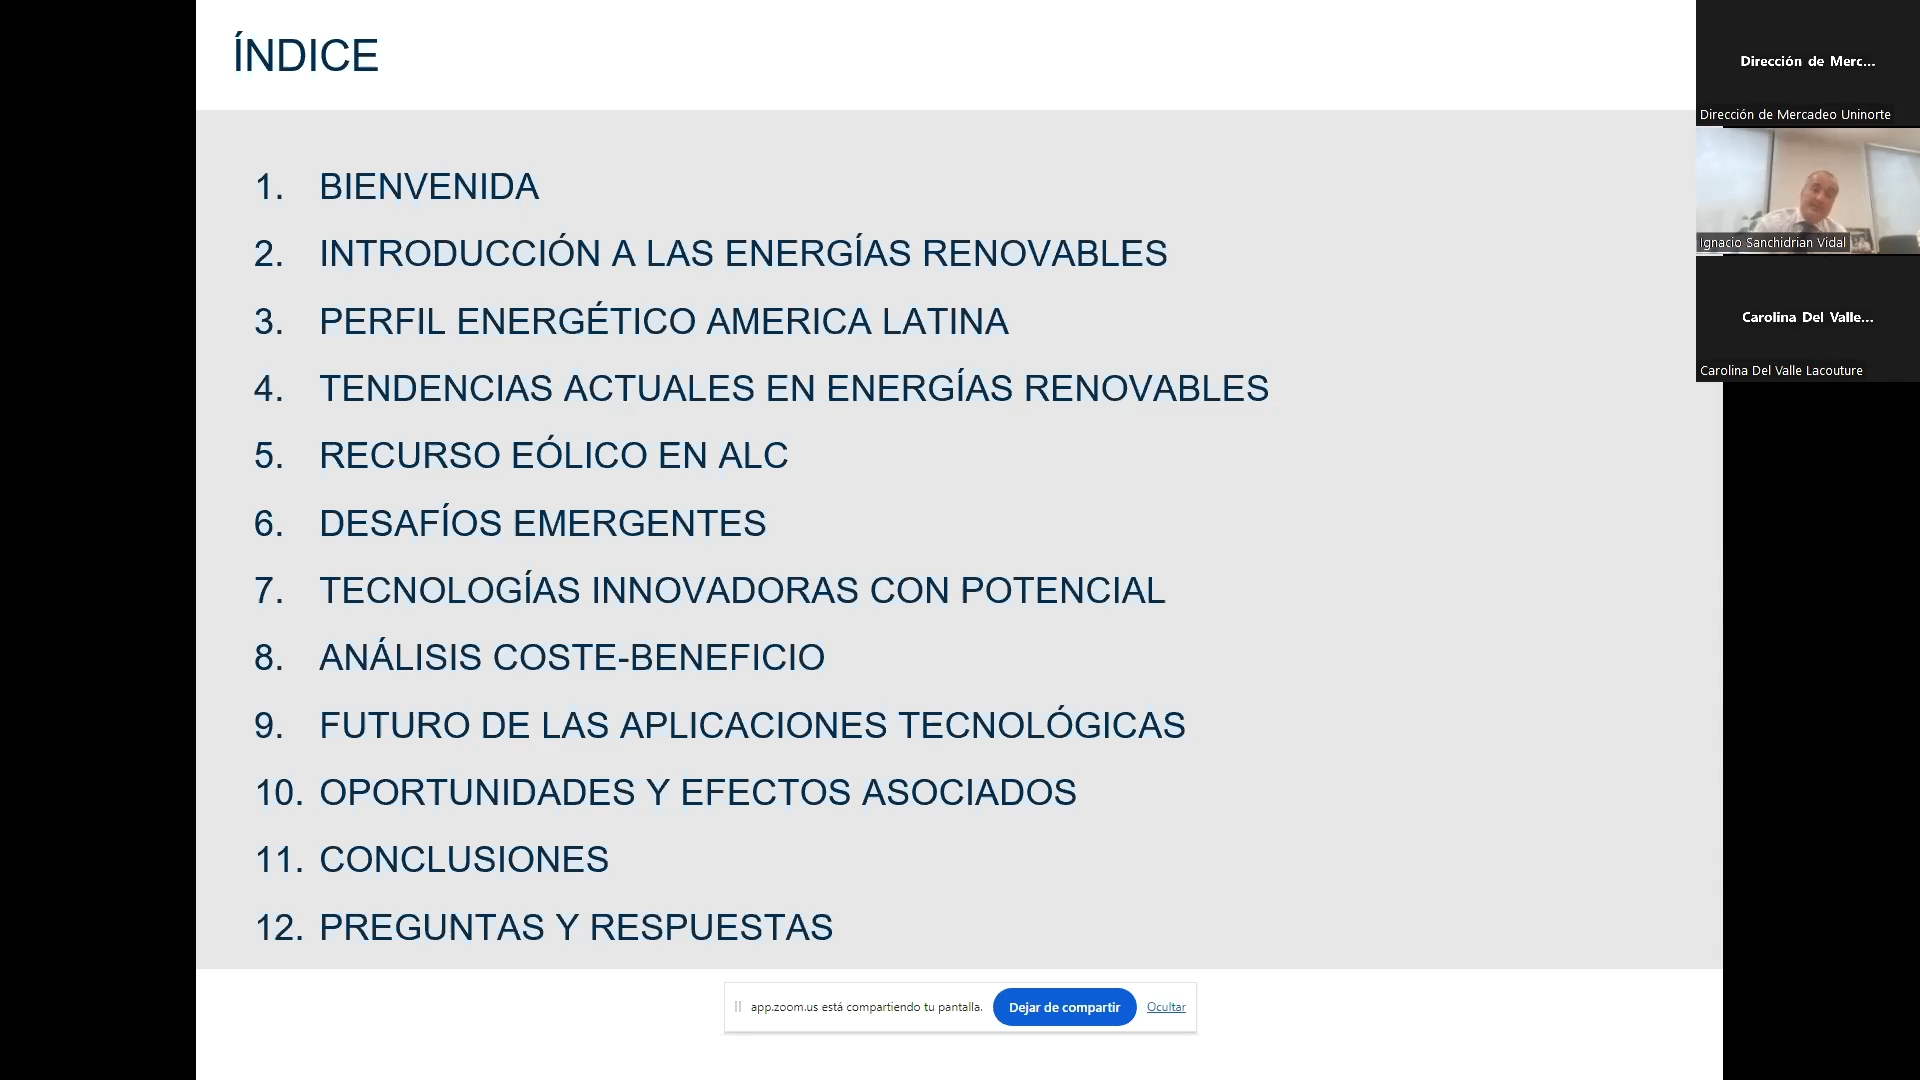 ÍNDICE
1. BIENVENIDA
2. INTRODUCCIÓN A LAS ENERGÍAS RENOVABLES
3. PERFIL ENERGÉTICO AMERICA LATINA
4. TENDENCIAS ACTUALES EN ENERGÍAS RENOVABLES
5. RECURSO EÓLICO EN ALC
6. DESAFÍOS EMERGENTES
7. TECNOLOGÍAS INNOVADORAS CON POTENCIAL
8. ANÁLISIS COSTE-BENEFICIO
9. FUTURO DE LAS APLICACIONES TECNOLÓGICAS
10. OPORTUNIDADES Y EFECTOS ASOCIADOS
11. CONCLUSIONES
12. PREGUNTAS Y RESPUESTAS
app.zoom.us está compartiendo tu pantalla. Dejar de compartir Ocultar
Dirección de Merc...
Dirección de Mercadeo Uninorte
Ignacio Sanchidrian Vidal
Carolina Del Valle...
Carolina Del Valle Lacouture